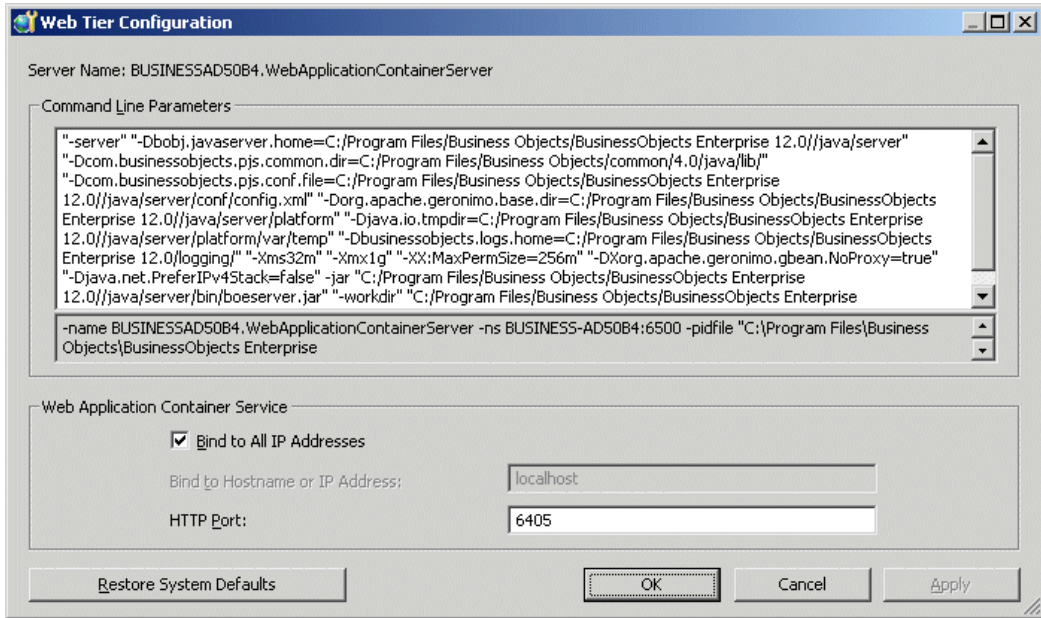 Web Tier Configuration
Server Name: BUSINESSAD50B4.WebApplicationContainerServer
Command Line Parameters
"-server" "-Dbobj.javaserver.home=C:/Program Files/Business Objects/BusinessObjects Enterprise 12.0//java/server"
"-Dcom.businessobjects.pjs.common.dir=C:/Program Files/Business Objects/common/4.0/java/lib/"
"-Dcom.businessobjects.pjs.conf.file=C:/Program Files/Business Objects/BusinessObjects Enterprise
12.0//java/server/conf/config.xml" "-Dorg.apache.geronimo.base.dir=C:/Program Files/Business Objects/BusinessObjects
Enterprise 12.0//java/server/platform" "-Djava.io.tmpdir=C:/Program Files/Business Objects/BusinessObjects Enterprise
12.0//java/server/platform/var/temp" "-Dbusinessobjects.logs.home=C:/Program Files/Business Objects/BusinessObjects
Enterprise 12.0/logging/" "-Xms32m" "-Xmx1g" "-XX:MaxPermSize=256m" "-DXorg.apache.geronimo.gbean.NoProxy=true"
"-Djava.net.PreferIPv4Stack=false" -jar "C:/Program Files/Business Objects/BusinessObjects Enterprise
12.0//java/server/bin/boeserver.jar" "-workdir" "C:/Program Files/Business Objects/BusinessObjects Enterprise
-name BUSINESSAD50B4.WebApplicationContainerServer -ns BUSINESS-AD50B4:6500 -pidfile "C:\Program Files\Business
Objects\BusinessObjects Enterprise
Web Application Container Service
Bind to All IP Addresses
Bind to Hostname or IP Address: localhost
HTTP Port: 6405
Restore System Defaults OK Cancel Apply